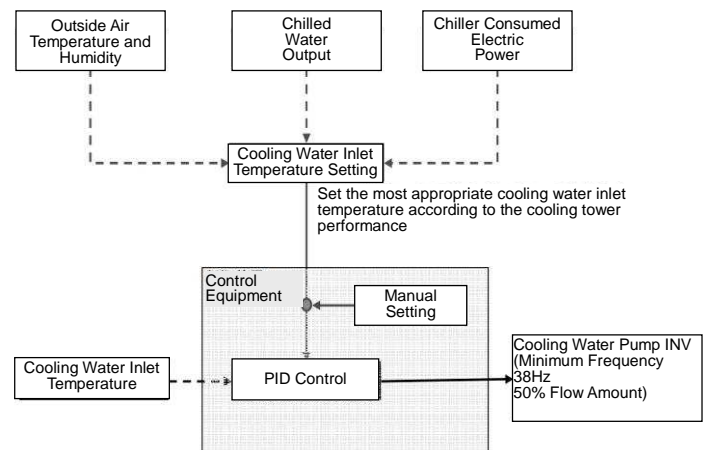 Outside Air
Temperature and
Humidity
Chilled
Water
Output
Chiller Consumed
Electric
Power
Cooling Water Inlet
Temperature Setting
Set the most appropriate cooling water inlet
temperature according to the cooling tower
performance
Control
Equipment
Manual
Setting
Cooling Water Inlet
Temperature
PID Control
Cooling Water Pump INV
(Minimum Frequency
38Hz
50% Flow Amount)